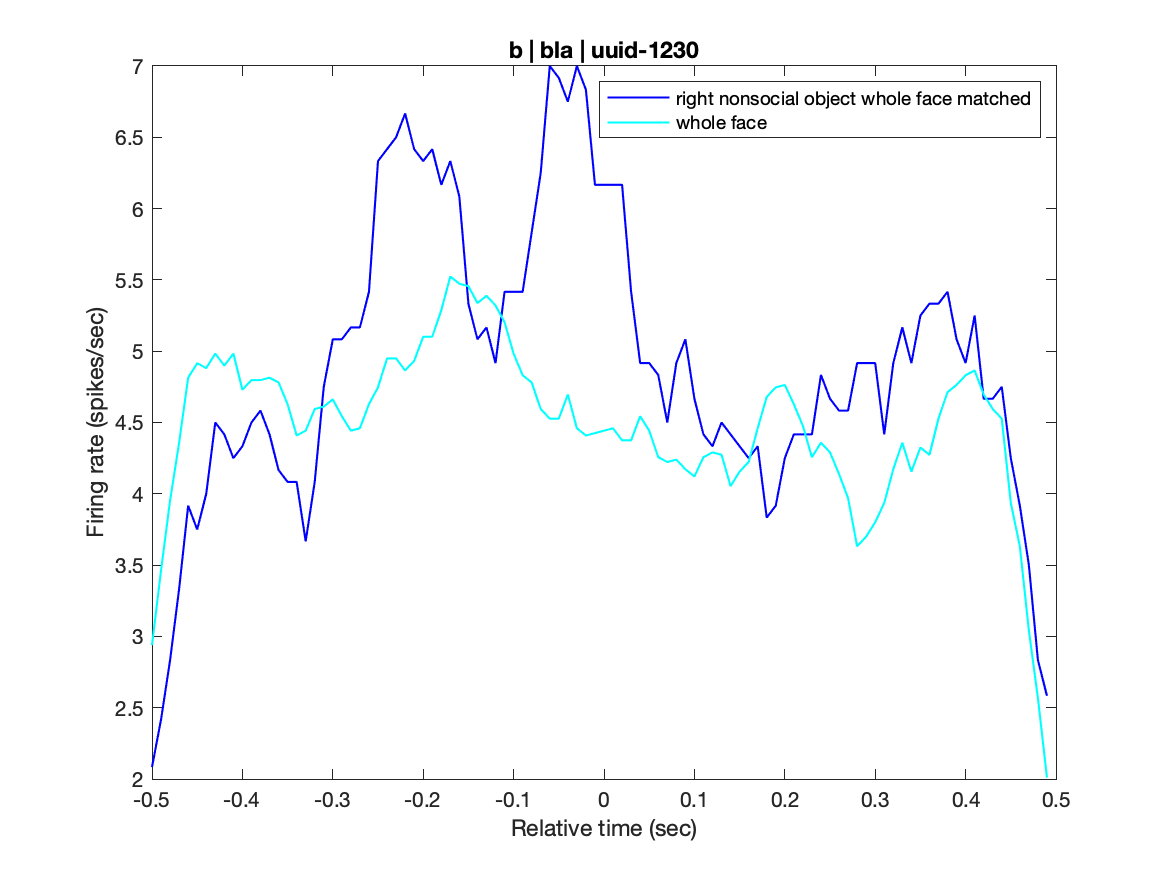 b | bla | uuid-1230
right nonsocial object whole face matched
whole face
Firing rate (spikes/sec)
7
6.5
6
5.5
5
4.5
4
3.5
3
2.5
2
-0.5 -0.4 -0.3 -0.2 -0.1 0 0.1 0.2 0.3 0.4 0.5
Relative time (sec)